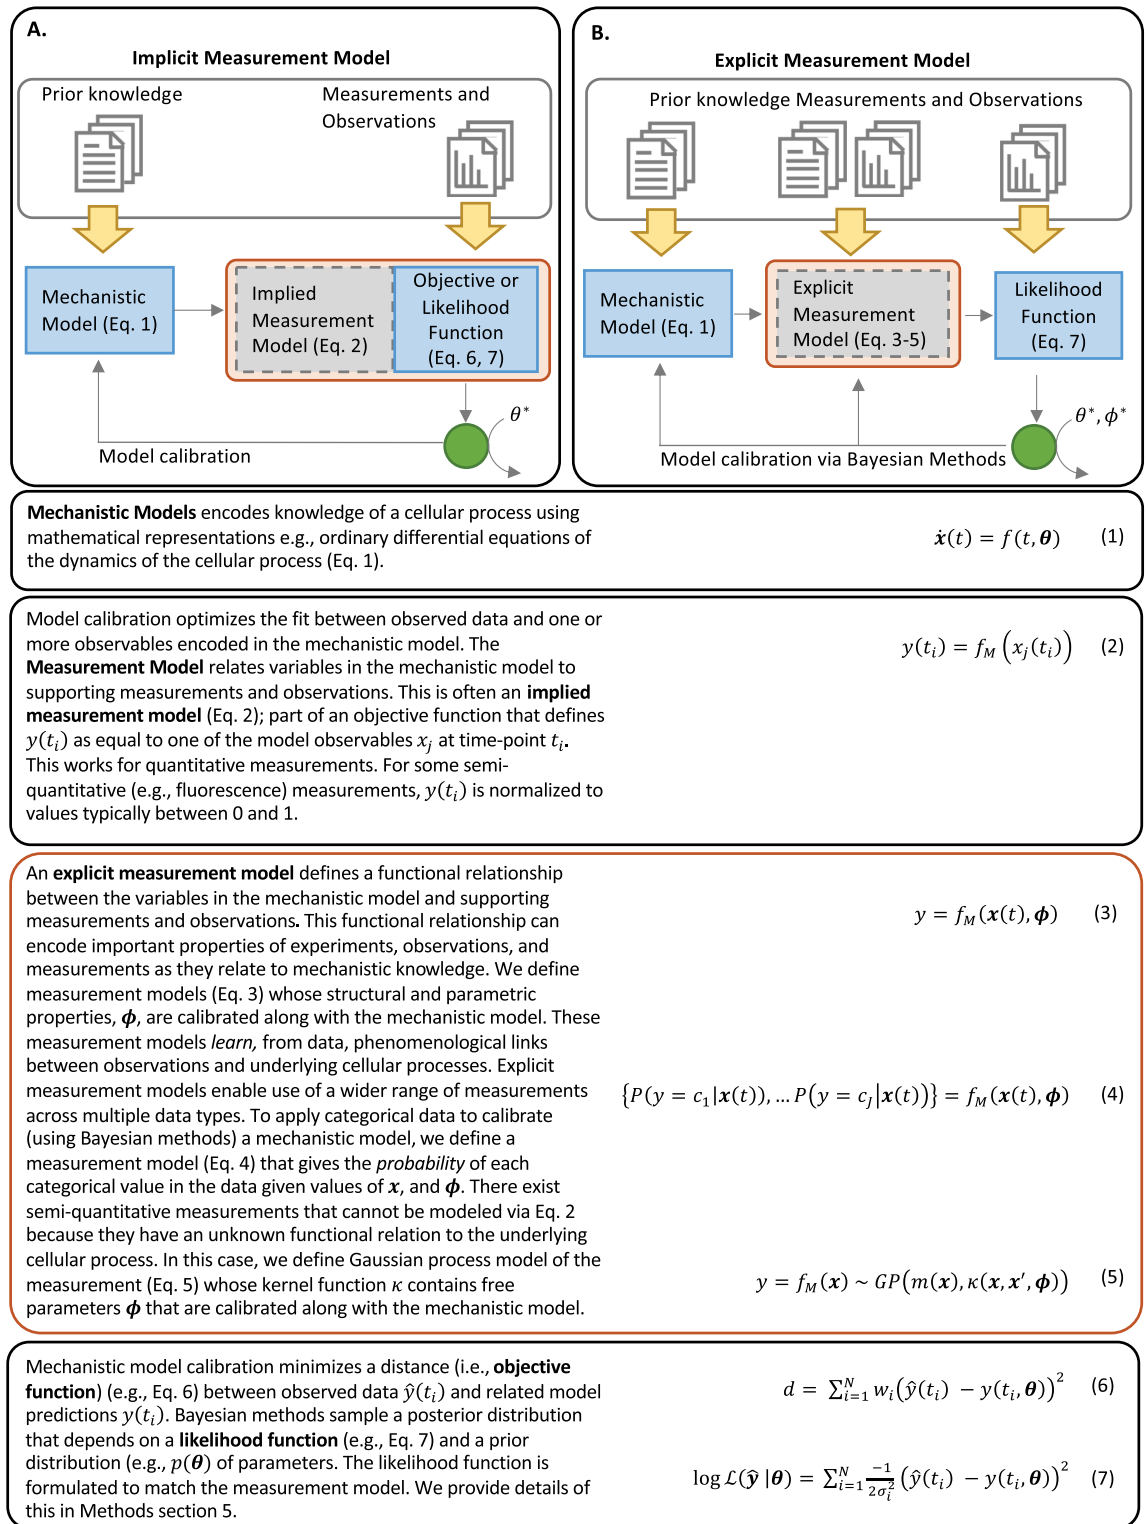 A.
Implicit Measurement Model
Prior knowledge
Measurements and
Observations
Mechanistic
Model (Eq. 1)
Implied
Measurement
Model (Eq. 2)
Objective or
Likelihood
Function
(Eq. 6, 7)
θ*
Model calibration
B.
Explicit Measurement Model
Prior knowledge Measurements and Observations
Mechanistic
Model (Eq. 1)
Explicit
Measurement
Model (Eq. 3-5)
Likelihood
Function
(Eq. 7)
θ*, ϕ*
Model calibration via Bayesian Methods
Mechanistic Models encodes knowledge of a cellular process using
mathematical representations e.g., ordinary differential equations of
the dynamics of the cellular process (Eq. 1).
ẋ(t) = f(t, θ) (1)
Model calibration optimizes the fit between observed data and one or
more observables encoded in the mechanistic model. The
Measurement Model relates variables in the mechanistic model to
supporting measurements and observations. This is often an implied
measurement model (Eq. 2); part of an objective function that defines
y(t_i) as equal to one of the model observables x_j at time-point t_i.
This works for quantitative measurements. For some semi-
quantitative (e.g., fluorescence) measurements, y(t_i) is normalized to
values typically between 0 and 1.
y(t_i) = f_M (x_j(t_i)) (2)
An explicit measurement model defines a functional relationship
between the variables in the mechanistic model and supporting
measurements and observations. This functional relationship can
encode important properties of experiments, observations, and
measurements as they relate to mechanistic knowledge. We define
measurement models (Eq. 3) whose structural and parametric
properties, ϕ, are calibrated along with the mechanistic model. These
measurement models learn, from data, phenomenological links
between observations and underlying cellular processes. Explicit
measurement models enable use of a wider range of measurements
across multiple data types. To apply categorical data to calibrate
(using Bayesian methods) a mechanistic model, we define a
measurement model (Eq. 4) that gives the probability of each
categorical value in the data given values of x, and ϕ. There exist
semi-quantitative measurements that cannot be modeled via Eq. 2
because they have an unknown functional relation to the underlying
cellular process. In this case, we define Gaussian process model of the
measurement (Eq. 5) whose kernel function κ contains free
parameters ϕ that are calibrated along with the mechanistic model.
y = f_M(x(t), ϕ) (3)
{P(y = c_1|x(t)), … P(y = c_J|x(t))} = f_M(x(t), ϕ) (4)
y = f_M(x) ~ GP(m(x), κ(x, x′, ϕ)) (5)
Mechanistic model calibration minimizes a distance (i.e., objective
function) (e.g., Eq. 6) between observed data ŷ(t_i) and related model
predictions y(t_i). Bayesian methods sample a posterior distribution
that depends on a likelihood function (e.g., Eq. 7) and a prior
distribution (e.g., p(θ) of parameters. The likelihood function is
formulated to match the measurement model. We provide details of
this in Methods section 5.
d = ∑_{i=1}^{N} w_i(ŷ(t_i) − y(t_i, θ))^2 (6)
log ℒ(ŷ |θ) = ∑_{i=1}^{N} \frac{-1}{2σ_i^2} (ŷ(t_i) − y(t_i, θ))^2 (7)